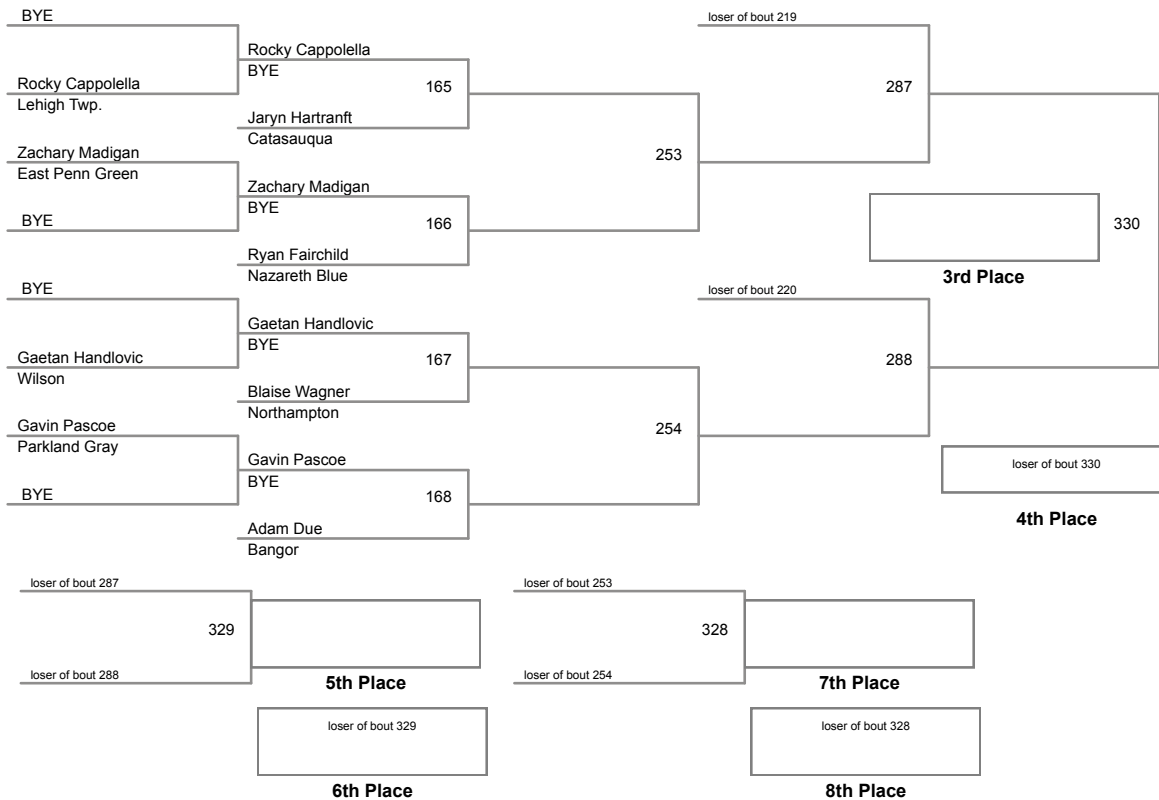 BYE
Rocky Cappolella
Lehigh Twp.
Zachary Madigan
East Penn Green
BYE
BYE
Gaetan Handlovic
Wilson
Gavin Pascoe
Parkland Gray
BYE
Rocky Cappolella
BYE
165
Jaryn Hartranft
Catasauqua
Zachary Madigan
BYE
166
Ryan Fairchild
Nazareth Blue
Gaetan Handlovic
BYE
167
Blaise Wagner
Northampton
Gavin Pascoe
BYE
168
Adam Due
Bangor
253
254
loser of bout 219
287
loser of bout 220
288
330
3rd Place
loser of bout 330
4th Place
loser of bout 287
329
loser of bout 288
5th Place
loser of bout 329
6th Place
loser of bout 253
328
loser of bout 254
7th Place
loser of bout 328
8th Place